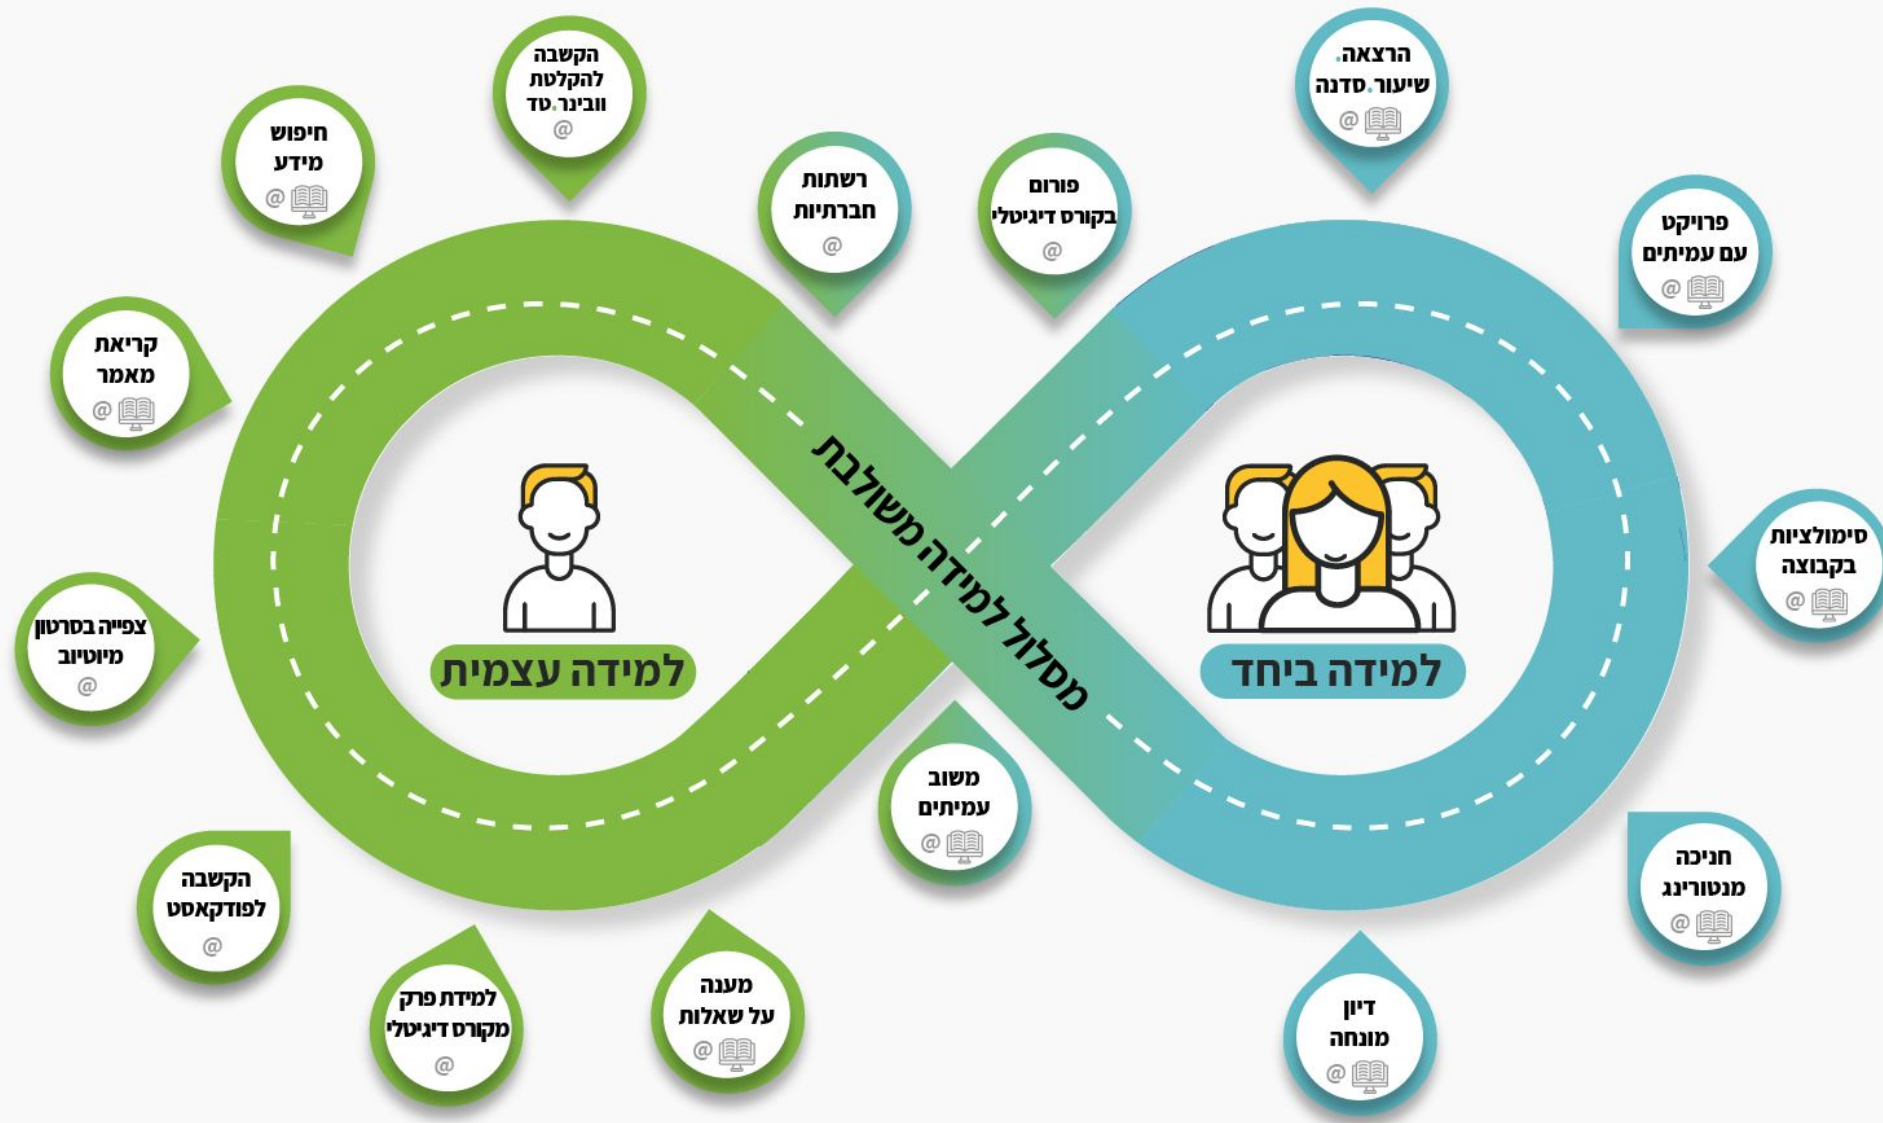 הרצאה.
שיעור.סדנה
@
פרויקט
עם עמיתים
@
סימולציות
בקבוצה
@
חניכה
מנטורינג
@
דיון
מונחה
@
למידה ביחד
פורום
בקורס דיגיטלי
@
רשתות
חברתיות
@
מסלול למידה משולבת
משוב
עמיתים
@
הקשבה
להקלטת
וובינר.טד
@
חיפוש
מידע
@
קריאת
מאמר
@
צפייה בסרטון
מיוטיוב
@
הקשבה
לפודקאסט
@
למידת פרק
מקורס דיגיטלי
@
מענה
על שאלות
@
למידה עצמית